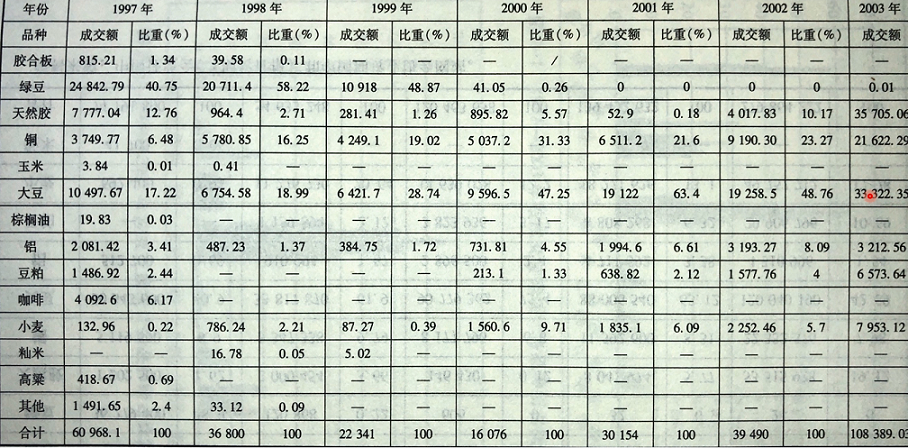 年份 1997 年 1998 年 1999 年 2000 年 2001 年 2002 年 2003 年
品种 成交额 比重(%) 成交额 比重(%) 成交额 比重(%) 成交额 比重(%) 成交额 比重(%) 成交额 比重(%) 成交额
胶合板 815.21 1.34 39.58 0.11 — — — / — — — — —
绿豆 24 842.79 40.75 20 711.4 58.22 10 918 48.87 41.05 0.26 0 0 0 0 0.01
天然胶 7 777.04 12.76 964.4 2.71 281.41 1.26 895.82 5.57 52.9 0.18 4 017.83 10.17 35 705.06
铜 3 749.77 6.48 5 780.85 16.25 4 249.1 19.02 5 037.2 31.33 6 511.2 21.6 9 190.30 23.27 21 622.29
玉米 3.84 0.01 0.41 — — — — — — — — — —
大豆 10 497.67 17.22 6 754.58 18.99 6 421.7 28.74 9 596.5 47.25 19 122 63.4 19 258.5 48.76 33 322.35
棕榈油 19.83 0.03 — — — — — — — — — — —
铝 2 081.42 3.41 487.23 1.37 384.75 1.72 731.81 4.55 1 994.6 6.61 3 193.27 8.09 3 212.56
豆粕 1 486.92 2.44 — — — — 213.1 1.33 638.82 2.12 1 577.76 4 6 573.64
咖啡 4 092.6 6.17 — — — — — — — — — — —
小麦 132.96 0.22 786.24 2.21 87.27 0.39 1 560.6 9.71 1 835.1 6.09 2 252.46 5.7 7 953.12
籼米 — — 16.78 0.05 5.02 — — — — — — — —
高粱 418.67 0.69 — — — — — — — — — — —
其他 1 491.65 2.4 33.12 0.09 — — — — — — — — —
合计 60 968.1 100 36 800 100 22 341 100 16 076 100 30 154 100 39 490 100 108 389.03